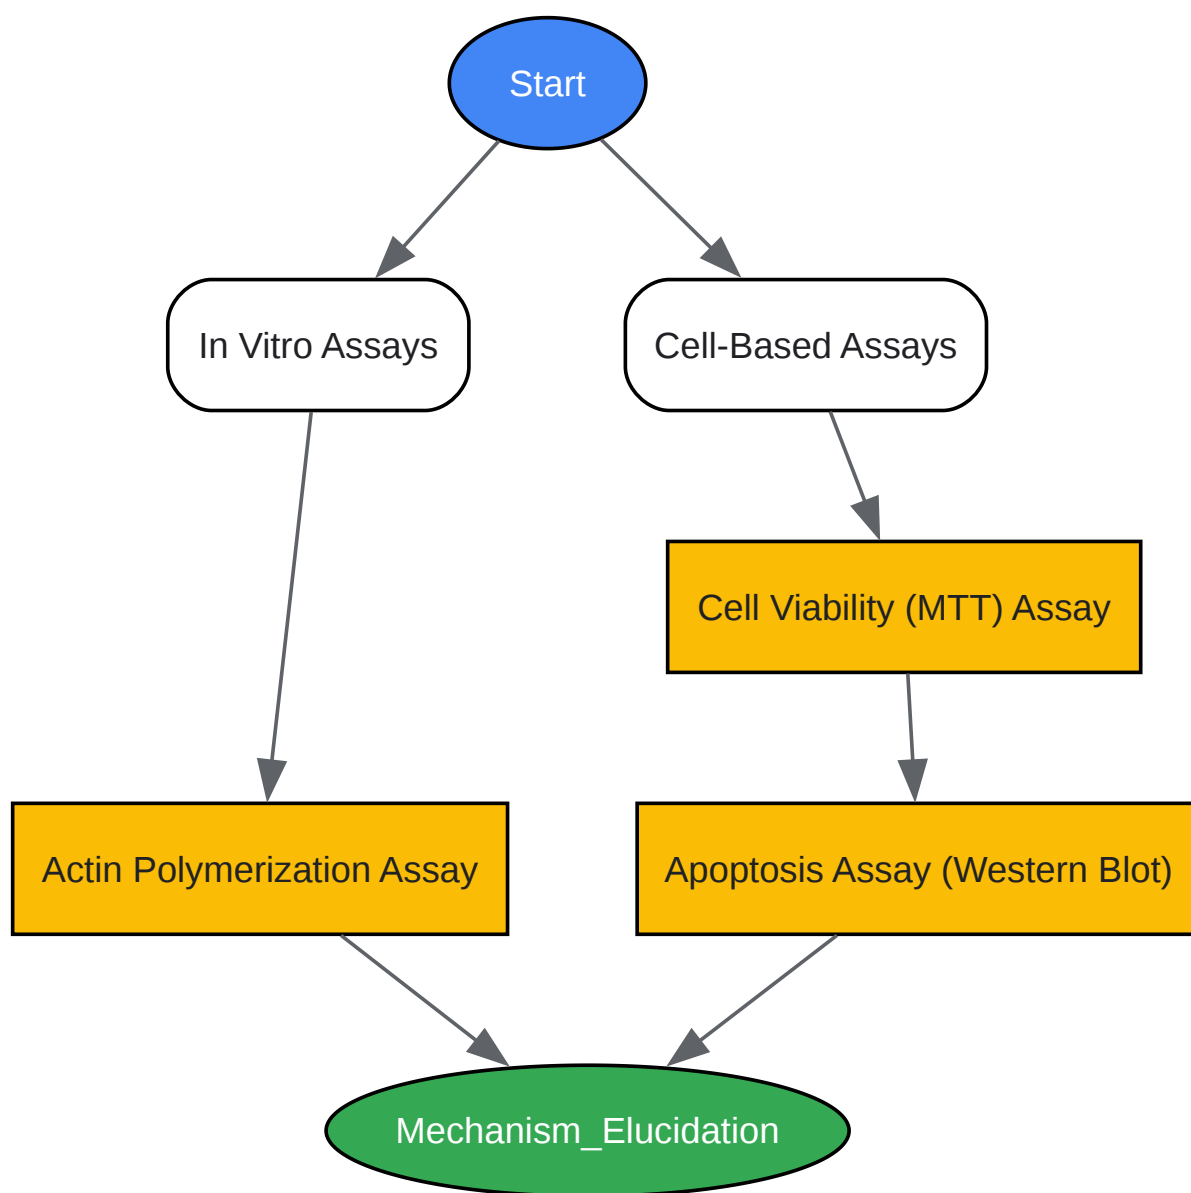 Start
In Vitro Assays
Cell-Based Assays
Cell Viability (MTT) Assay
Actin Polymerization Assay
Apoptosis Assay (Western Blot)
Mechanism_Elucidation